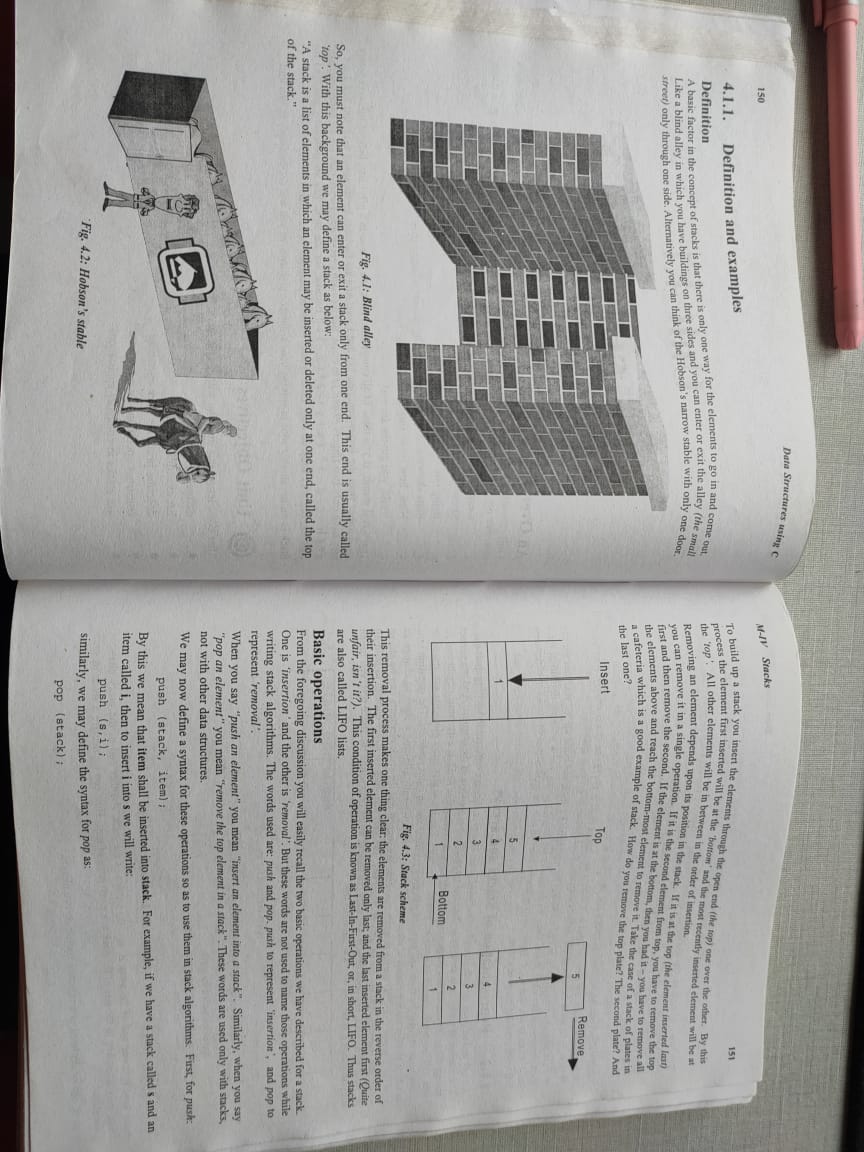 Data Structures using C
150
4.1.1. Definition and examples
Definition
A basic factor in the concept of stacks is that there is only one way for the elements to go in and come out.
Like a blind alley in which you have buildings on three sides and you can enter or exit the alley (the small
street) only through one side. Alternatively you can think of the Hobson's narrow stable with only one door.
Fig. 4.1: Blind alley
So, you must note that an element can enter or exit a stack only from one end. This end is usually called
'top'. With this background we may define a stack as below:
"A stack is a list of elements in which an element may be inserted or deleted only at one end, called the top
of the stack."
Fig. 4.2: Hobson's stable
M-IV Stacks
151
To build up a stack you insert the elements through the open end (the top) one over the other. By this
process the element first inserted will be at the 'bottom' and the most recently inserted element will be at
the 'top'. All other elements will be in between in the order of insertion.
Removing an element depends upon its position in the stack. If it is at the top (the element inserted last)
you can remove it in a single operation. If it is the second element from top, you have to remove the top
first and then remove the second. If the element is at the bottom, then you had it – you have to remove all
the elements above and reach the bottom-most element to remove it. Take the case of a stack of plates in
a cafeteria which is a good example of stack. How do you remove the top plate? The second plate? And
the last one?
Insert
1
Top
5
4
3
2
1
Bottom
5
Remove
4
3
2
1
Fig. 4.3: Stack scheme
This removal process makes one thing clear: the elements are removed from a stack in the reverse order of
their insertion. The first inserted element can be removed only last; and the last inserted element first (Quite
unfair, isn't it?). This condition of operation is known as Last-In-First-Out, or, in short, LIFO. Thus stacks
are also called LIFO lists.
Basic operations
From the foregoing discussion you will easily recall the two basic operations we have described for a stack.
One is 'insertion' and the other is 'removal'. But these words are not used to name those operations while
writing stack algorithms. The words used are: push and pop. push to represent 'insertion', and pop to
represent 'removal'.
When you say "push an element" you mean "insert an element into a stack". Similarly, when you say
"pop an element" you mean "remove the top element in a stack". These words are used only with stacks,
not with other data structures.
We may now define a syntax for these operations so as to use them in stack algorithms. First, for push:
push (stack, item);
By this we mean that item shall be inserted into stack. For example, if we have a stack called s and an
item called i, then to insert i into s we will write:
push (s,i);
similarly, we may define the syntax for pop as:
pop (stack);